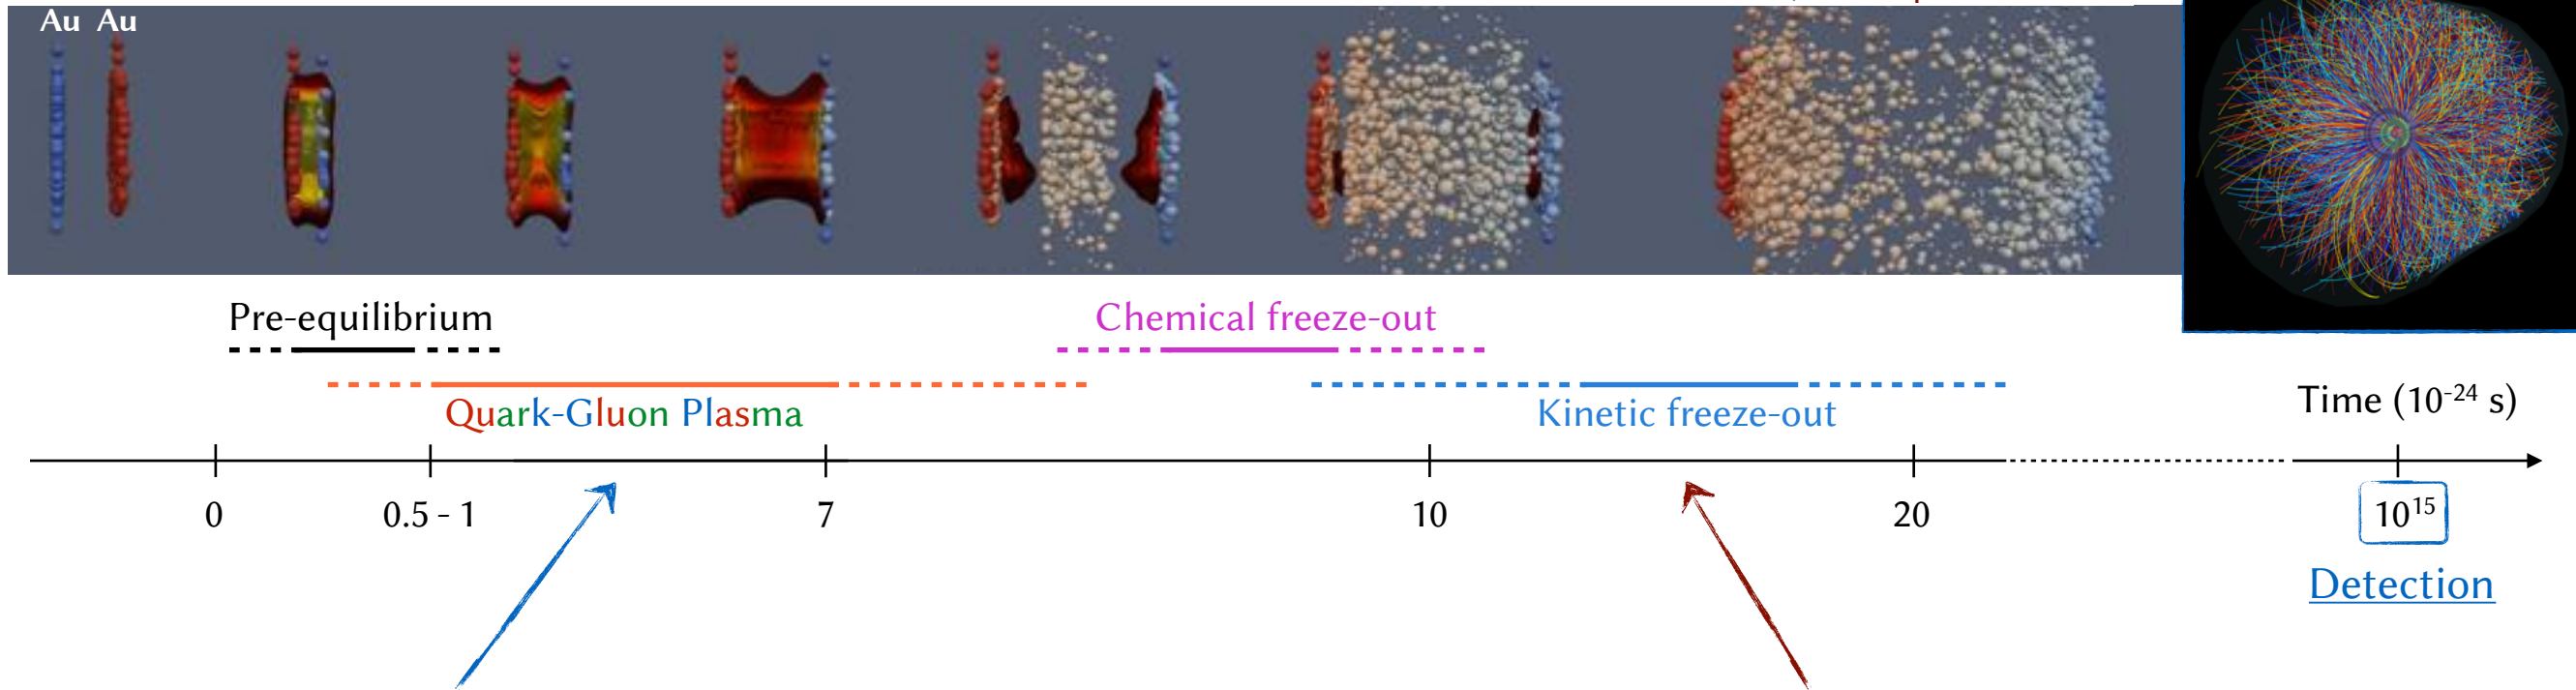 Au Au
Pre-equilibrium
Chemical freeze-out
Quark-Gluon Plasma
Kinetic freeze-out
Time (10⁻²⁴ s)
0
0.5 - 1
7
10
20
10¹⁵
Detection